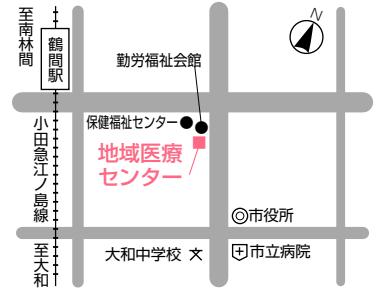 至南林間
鶴間駅
小田急江ノ島線
至大和
N
勤労福祉会館
保健福祉センター
地域医療
センター
市役所
大和中学校
市立病院